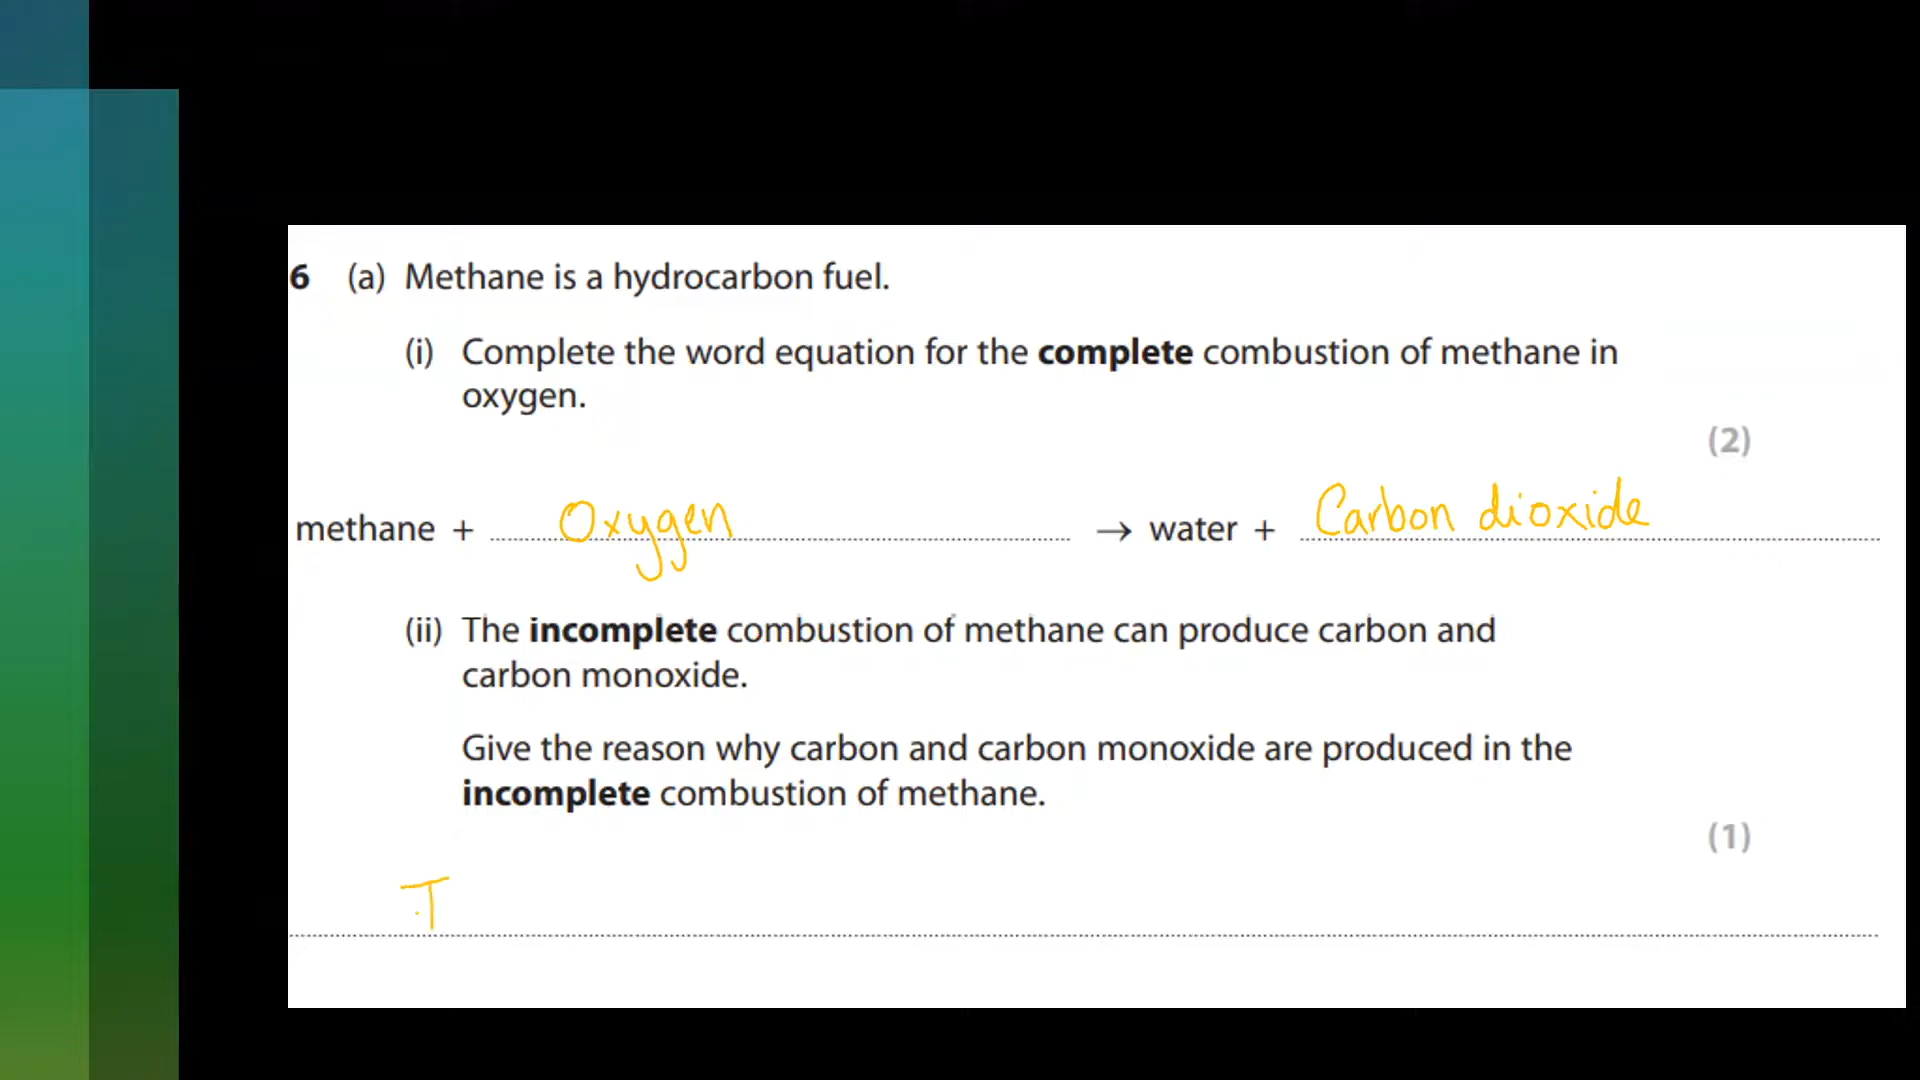 6 (a) Methane is a hydrocarbon fuel.
(i) Complete the word equation for the complete combustion of methane in
oxygen.
(2)
methane + Oxygen → water + Carbon dioxide
(ii) The incomplete combustion of methane can produce carbon and
carbon monoxide.
Give the reason why carbon and carbon monoxide are produced in the
incomplete combustion of methane.
(1)
T